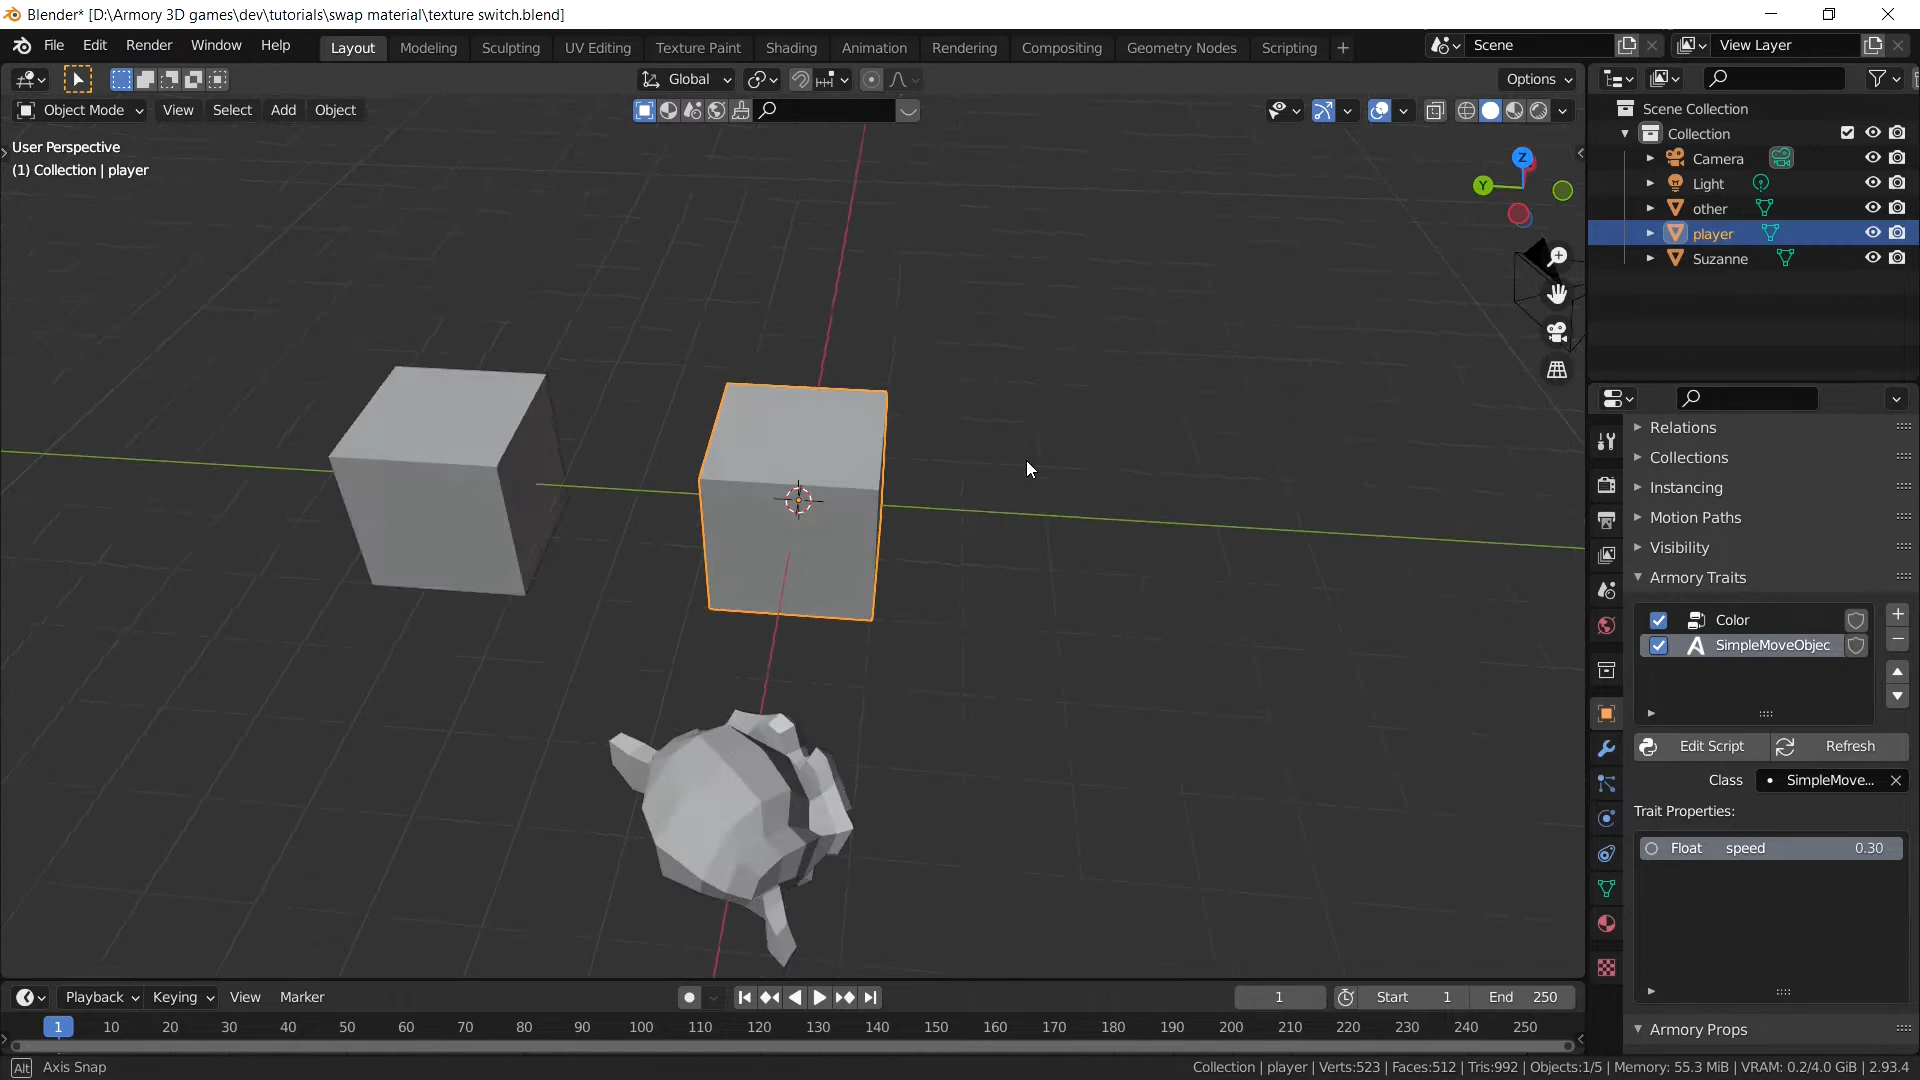 Blender* [D:\Armory 3D games\dev\tutorials\swap material\texture switch.blend]
File Edit Render Window Help Layout Modeling Sculpting UV Editing Texture Paint Shading Animation Rendering Compositing Geometry Nodes Scripting Scene View Layer
Global Options
Object Mode View Select Add Object
User Perspective
(1) Collection | player
Z
Y
Scene Collection
Collection
Camera
Light
other
player
Suzanne
Relations
Collections
Instancing
Motion Paths
Visibility
Armory Traits
Color
SimpleMoveObjec
Edit Script Refresh
Class SimpleMove...
Trait Properties:
Float speed 0.30
Armory Props
Playback Keying View Marker 1 Start 1 End 250
1 10 20 30 40 50 60 70 80 90 100 110 120 130 140 150 160 170 180 190 200 210 220 230 240 250
Alt Axis Snap Collection | player | Verts:523 | Faces:512 | Tris:992 | Objects:1/5 | Memory: 55.3 MiB | VRAM: 0.2/4.0 GiB | 2.93.4